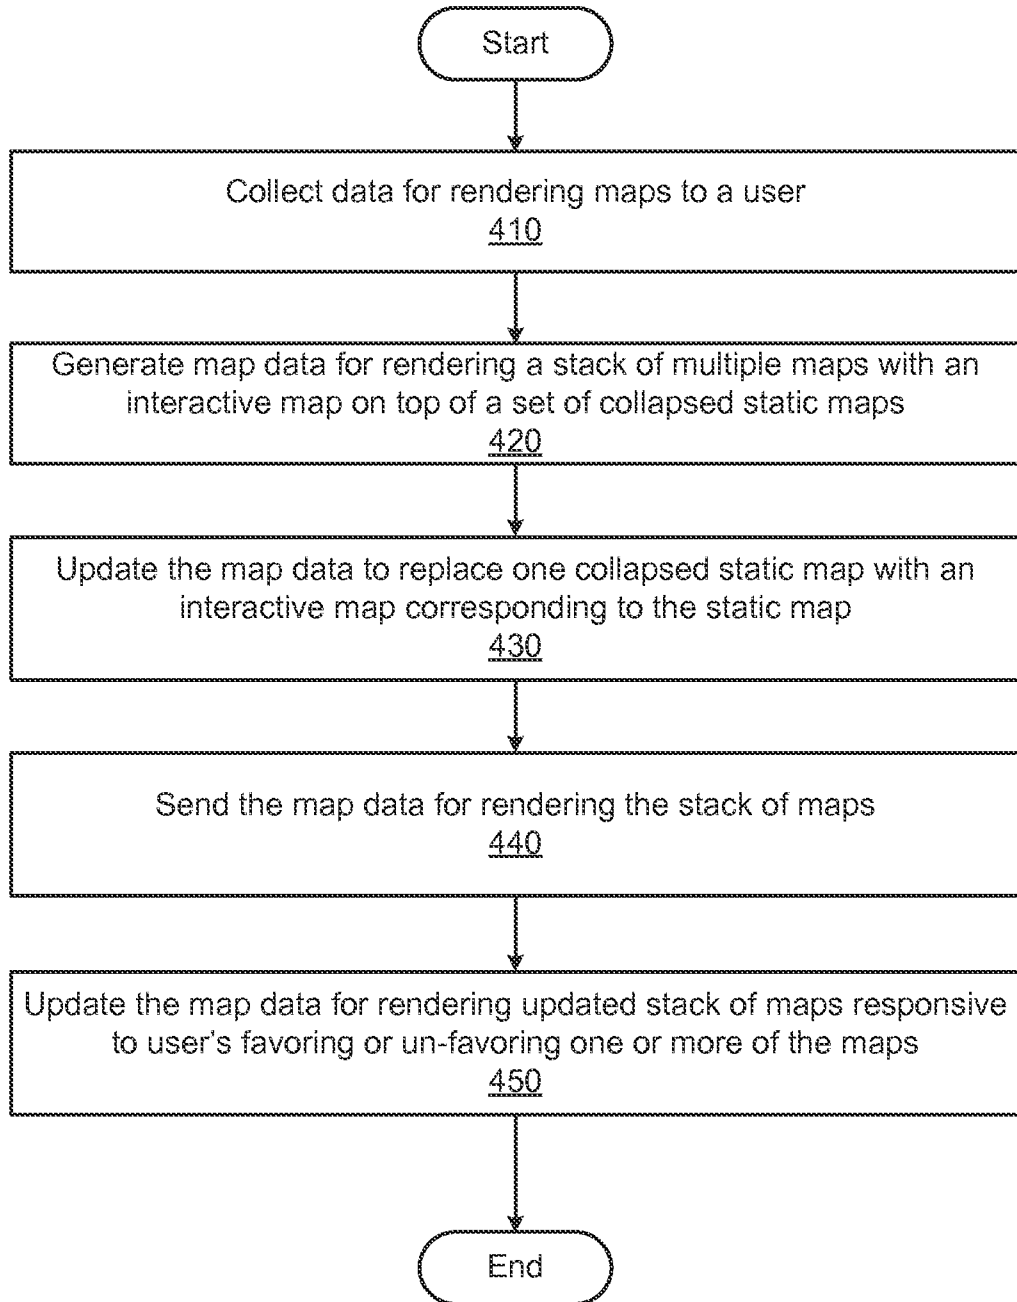 Start
Collect data for rendering maps to a user
410
Generate map data for rendering a stack of multiple maps with an
interactive map on top of a set of collapsed static maps
420
Update the map data to replace one collapsed static map with an
interactive map corresponding to the static map
430
Send the map data for rendering the stack of maps
440
Update the map data for rendering updated stack of maps responsive
to user's favoring or un-favoring one or more of the maps
450
End